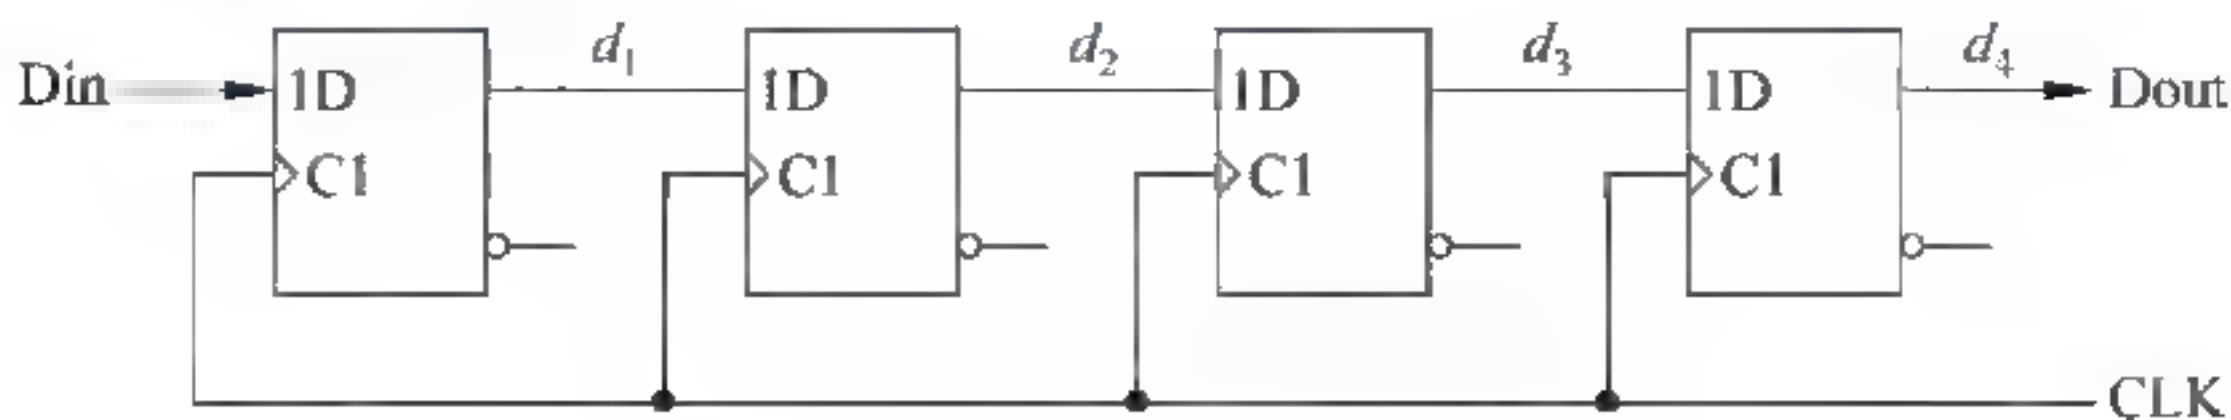 d₁ d₂ d₃ d₄
Din 1D 1D 1D 1D Dout
C1 C1 C1 C1
CLK